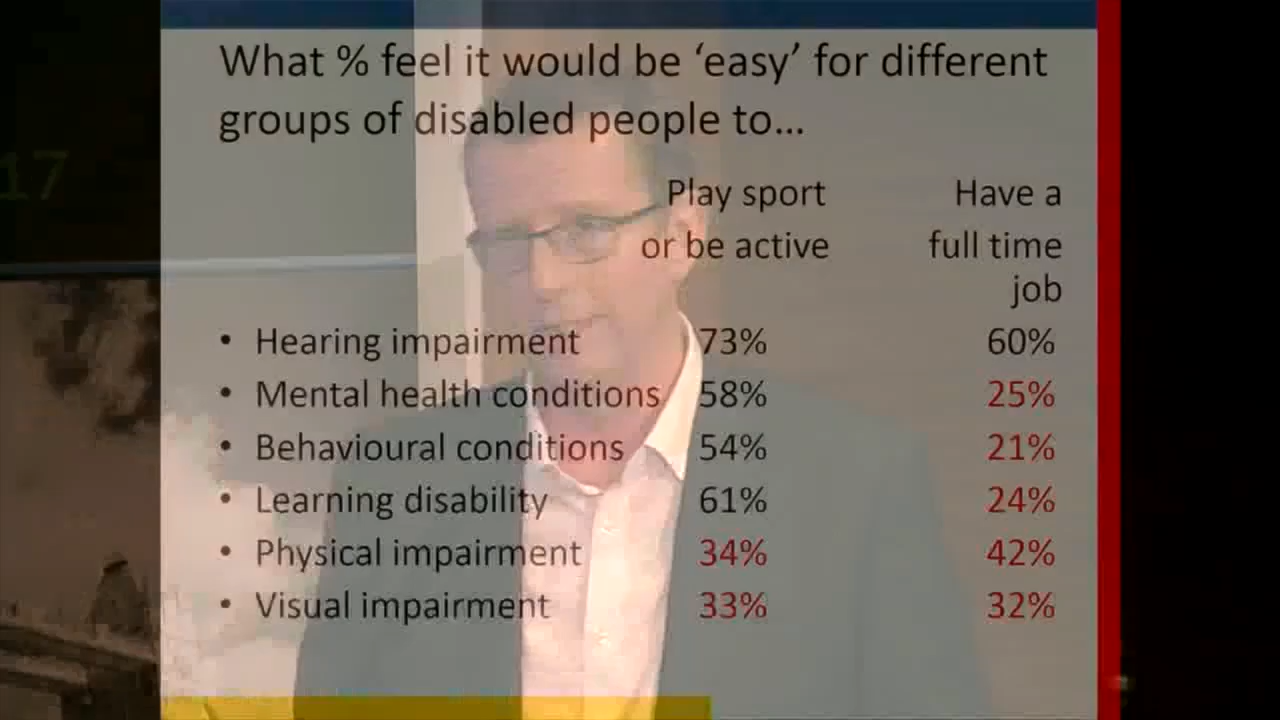 What % feel it would be ‘easy’ for different
groups of disabled people to…
17
Play sport Have a
or be active full time
job
• Hearing impairment 73% 60%
• Mental health conditions 58% 25%
• Behavioural conditions 54% 21%
• Learning disability 61% 24%
• Physical impairment 34% 42%
• Visual impairment 33% 32%